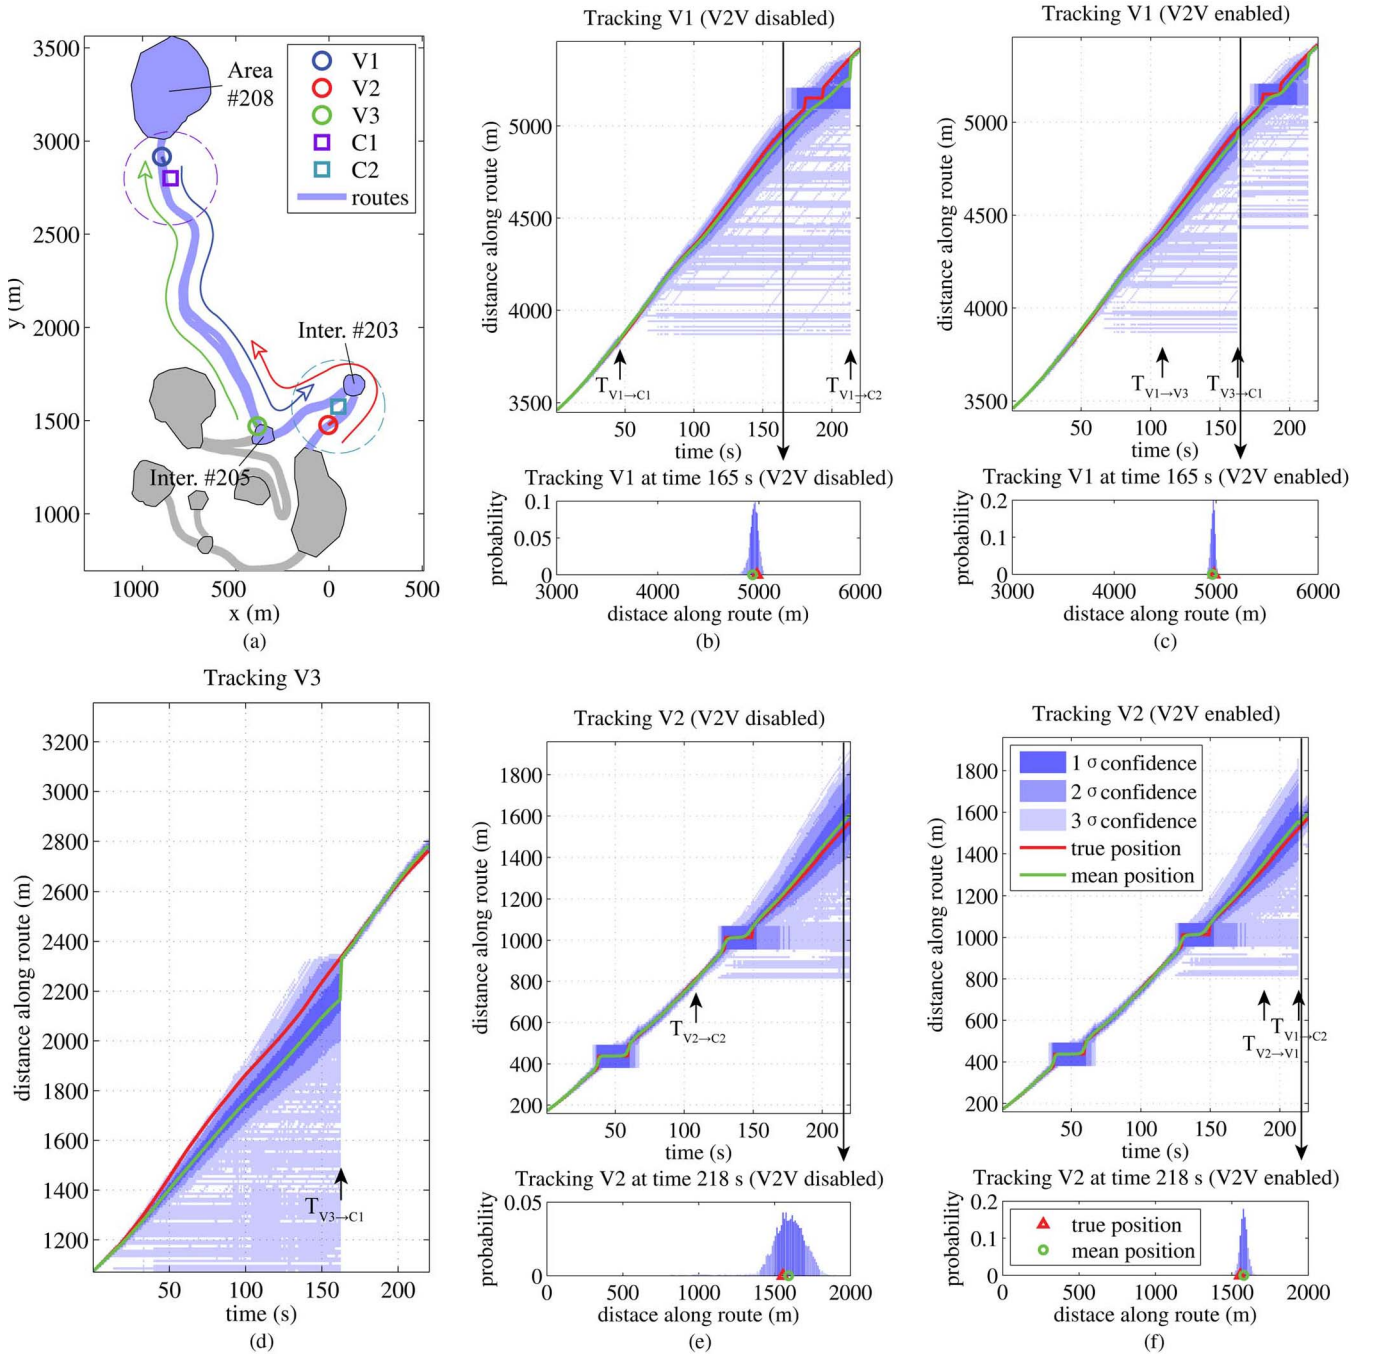 3500
3000
2500
2000
1500
1000
y (m)
1000
500
0
500
x (m)
(a)
Area
#208
V1
V2
V3
C1
C2
routes
Inter. #203
Inter. #205
Tracking V1 (V2V disabled)
distance along route (m)
5000
4500
4000
3500
T V1→C1
T V1→C2
50
100
150
200
time (s)
Tracking V1 at time 165 s (V2V disabled)
probability
0.1
0.05
0
3000
4000
5000
6000
distace along route (m)
(b)
Tracking V1 (V2V enabled)
distance along route (m)
5000
4500
4000
3500
T V1→V3
T V3→C1
50
100
150
200
time (s)
Tracking V1 at time 165 s (V2V enabled)
probability
0.2
0.1
0
3000
4000
5000
6000
distace along route (m)
(c)
Tracking V3
distance along route (m)
3200
3000
2800
2600
2400
2200
2000
1800
1600
1400
1200
T V3→C1
50
100
150
200
time (s)
(d)
Tracking V2 (V2V disabled)
distance along route (m)
1800
1600
1400
1200
1000
800
600
400
200
T V2→C2
50
100
150
200
time (s)
Tracking V2 at time 218 s (V2V disabled)
probability
0.05
0
0
500
1000
1500
2000
distace along route (m)
(e)
Tracking V2 (V2V enabled)
distance along route (m)
1800
1600
1400
1200
1000
800
600
400
200
1 σ confidence
2 σ confidence
3 σ confidence
true position
mean position
T V1→C2
T V2→V1
50
100
150
200
time (s)
Tracking V2 at time 218 s (V2V enabled)
probability
0.2
0.1
0
true position
mean position
0
500
1000
1500
2000
distace along route (m)
(f)